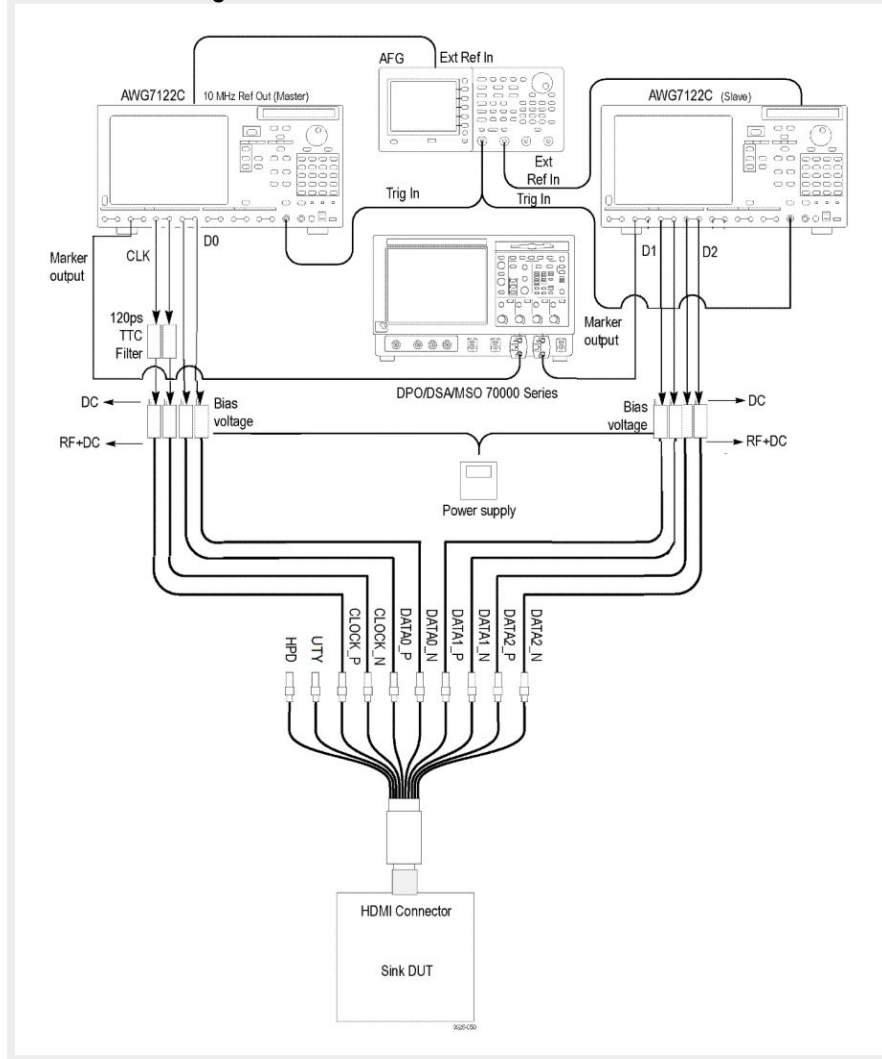 AFG
Ext Ref In
AWG7122C
10 MHz Ref Out (Master)
AWG7122C
(Slave)
Ext
Ref In
Trig In
Trig In
D0
D1
D2
Marker
output
CLK
120ps
TTC
Filter
Marker
output
DPO/DSA/MSO 70000 Series
DC
Bias
voltage
RF+DC
Bias
voltage
DC
RF+DC
Power supply
HPD
UTY
CLOCK_P
CLOCK_N
DATA0_P
DATA0_N
DATA1_P
DATA1_N
DATA2_P
DATA2_N
HDMI Connector
Sink DUT